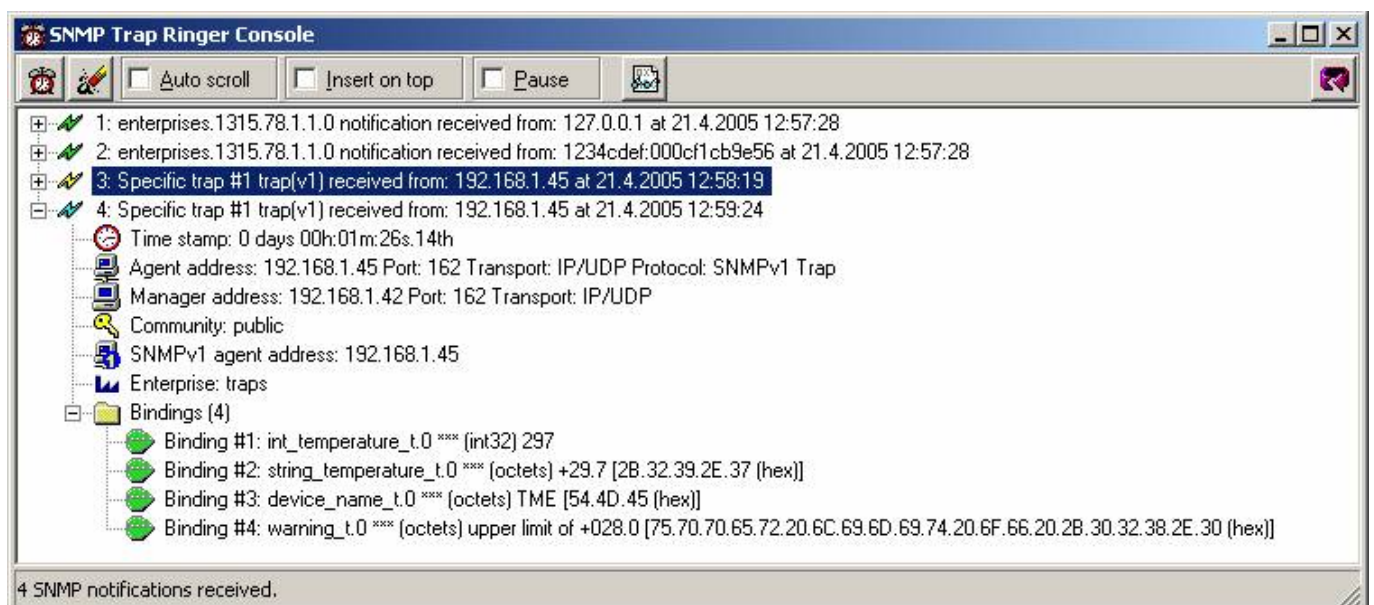 SNMP Trap Ringer Console
Auto scroll Insert on top Pause
1: enterprises.1315.78.1.1.0 notification received from: 127.0.0.1 at 21.4.2005 12:57:28
2: enterprises.1315.78.1.1.0 notification received from: 1234cdef:000cf1cb9e56 at 21.4.2005 12:57:28
3: Specific trap #1 trap(v1) received from: 192.168.1.45 at 21.4.2005 12:58:19
4: Specific trap #1 trap(v1) received from: 192.168.1.45 at 21.4.2005 12:59:24
Time stamp: 0 days 00h:01m:26s.14th
Agent address: 192.168.1.45 Port: 162 Transport: IP/UDP Protocol: SNMPv1 Trap
Manager address: 192.168.1.42 Port: 162 Transport: IP/UDP
Community: public
SNMPv1 agent address: 192.168.1.45
Enterprise: traps
Bindings (4)
Binding #1: int_temperature_t.0 *** (int32) 297
Binding #2: string_temperature_t.0 *** (octets) +29.7 [2B.32.39.2E.37 (hex)]
Binding #3: device_name_t.0 *** (octets) TME [54.4D.45 (hex)]
Binding #4: warning_t.0 *** (octets) upper limit of +028.0 [75.70.70.65.72.20.6C.69.6D.69.74.20.6F.66.20.2B.30.32.38.2E.30 (hex)]
4 SNMP notifications received.